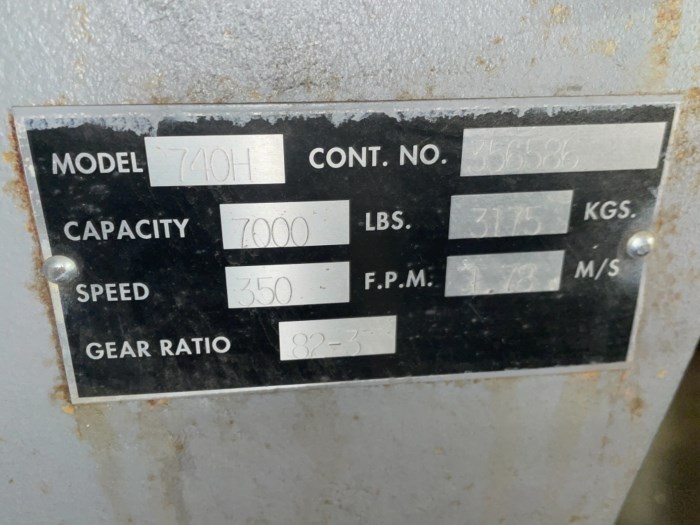 MODEL 740H CONT. NO. 356586
CAPACITY 7000 LBS. 3175 KGS.
SPEED 350 F.P.M. M/S
GEAR RATIO 82-3